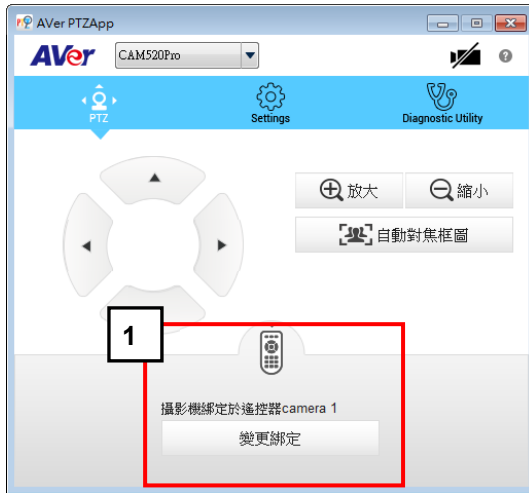 AVer PTZApp
AVer
CAM520Pro
PTZ
Settings
Diagnostic Utility
放大
縮小
自動對焦框圖
1
攝影機綁定於遙控器camera 1
變更綁定